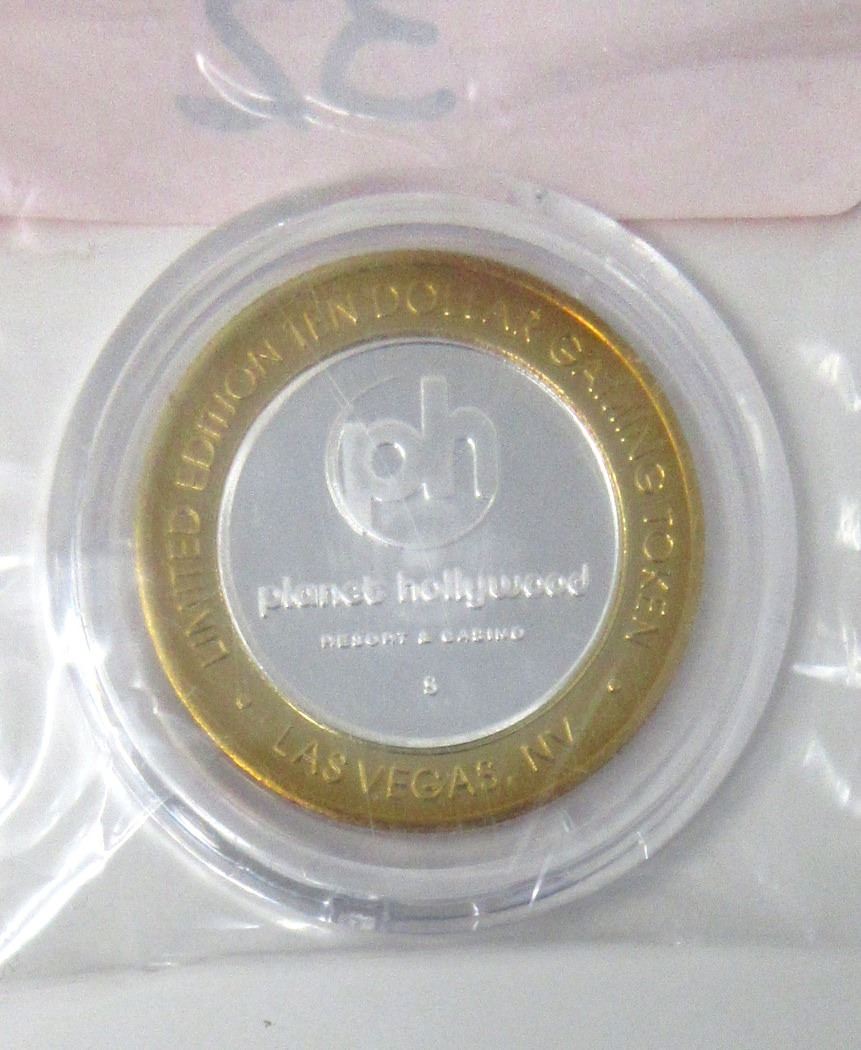 LIMITED EDITION TEN DOLLAR GAMING TOKEN
ph
planet hollywood
RESORT & CASINO
S
• LAS VEGAS, NV •